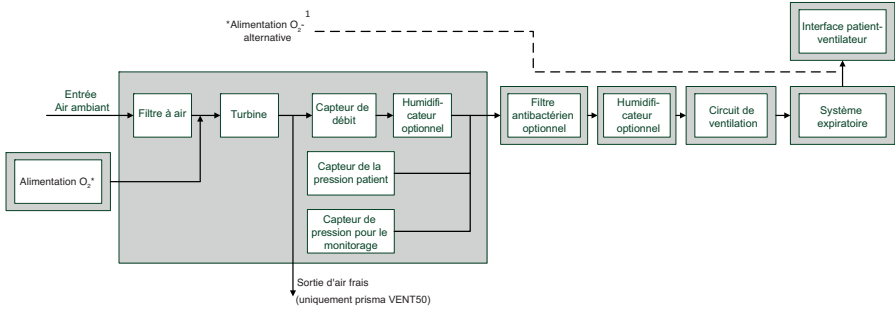 *Alimentation O2-
alternative 1
Interface patient-
ventilateur
Entrée
Air ambiant
Filtre à air
Turbine
Capteur de
débit
Humidifi-
cateur
optionnel
Filtre
antibactérien
optionnel
Humidifi-
cateur
optionnel
Circuit de
ventilation
Système
expiratoire
Alimentation O2*
Capteur de la
pression patient
Capteur de
pression pour le
monitorage
Sortie d'air frais
(uniquement prisma VENT50)